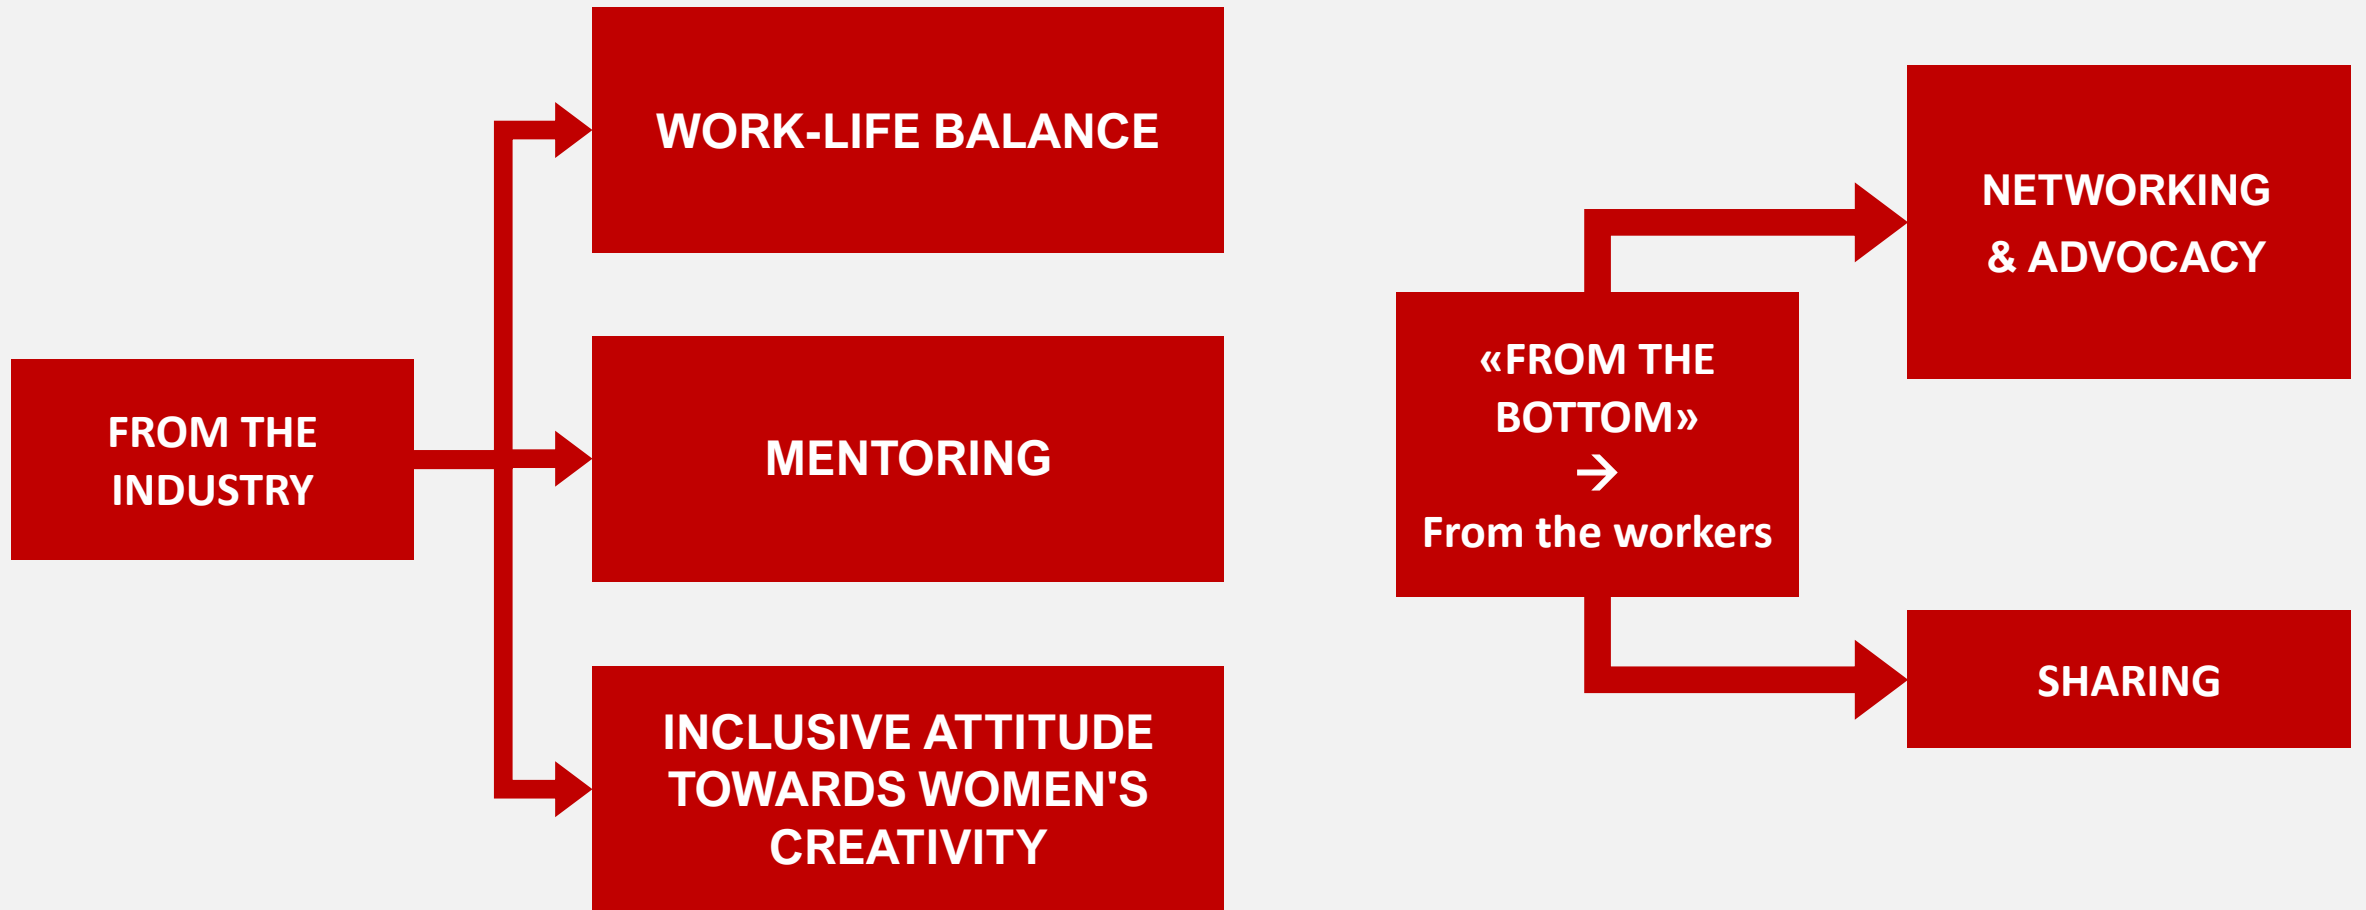 FROM THE
INDUSTRY
WORK-LIFE BALANCE
MENTORING
INCLUSIVE ATTITUDE
TOWARDS WOMEN'S
CREATIVITY
«FROM THE
BOTTOM»
→
From the workers
NETWORKING
& ADVOCACY
SHARING